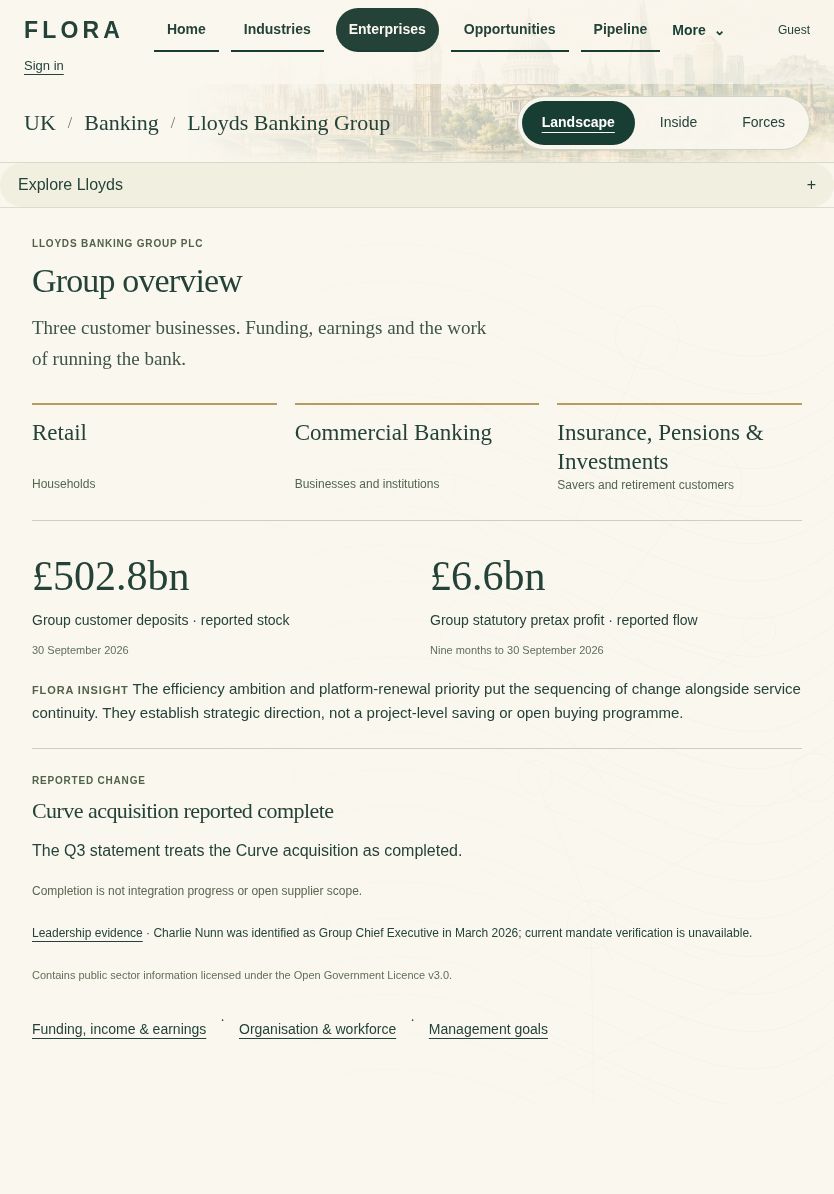 FLORA
Home
Industries
Enterprises
Opportunities
Pipeline
More
Guest
Sign in
UK / Banking / Lloyds Banking Group
Landscape
Inside
Forces
Explore Lloyds +
LLOYDS BANKING GROUP PLC
Group overview
Three customer businesses. Funding, earnings and the work
of running the bank.
Retail
Households
Commercial Banking
Businesses and institutions
Insurance, Pensions &
Investments
Savers and retirement customers
£502.8bn
Group customer deposits · reported stock
30 September 2026
£6.6bn
Group statutory pretax profit · reported flow
Nine months to 30 September 2026
FLORA INSIGHT The efficiency ambition and platform-renewal priority put the sequencing of change alongside service
continuity. They establish strategic direction, not a project-level saving or open buying programme.
REPORTED CHANGE
Curve acquisition reported complete
The Q3 statement treats the Curve acquisition as completed.
Completion is not integration progress or open supplier scope.
Leadership evidence · Charlie Nunn was identified as Group Chief Executive in March 2026; current mandate verification is unavailable.
Contains public sector information licensed under the Open Government Licence v3.0.
Funding, income & earnings · Organisation & workforce · Management goals